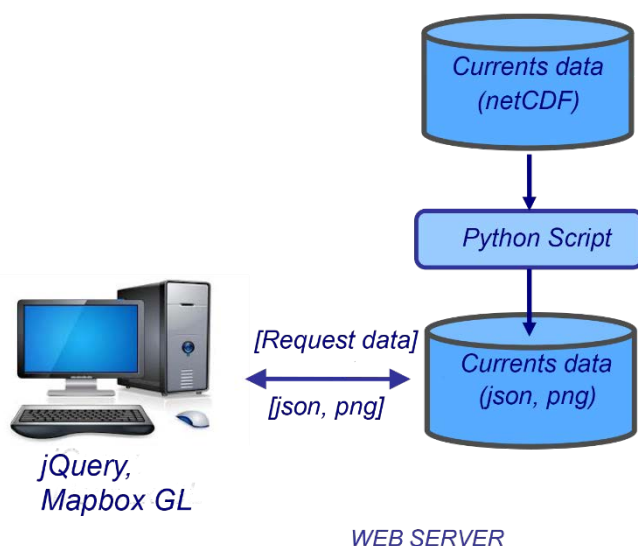 Currents data
(netCDF)
Python Script
[Request data]
Currents data
(json, png)
[json, png]
jQuery,
Mapbox GL
WEB SERVER